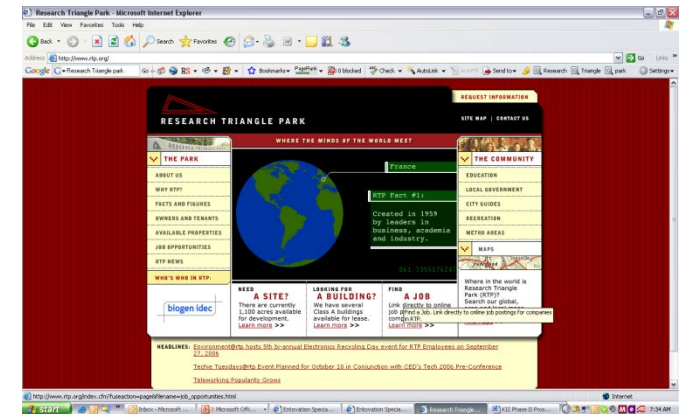 Research Triangle Park - Microsoft Internet Explorer
File Edit View Favorites Tools Help
Back Search Favorites
Address http://www.rtp.org/ Go Links
Google Research Triangle park Go RS Bookmarks PageRank 0 blocked Check AutoLink Send to Research Triangle park Settings
REQUEST INFORMATION
RESEARCH TRIANGLE PARK
SITE MAP | CONTACT US
WHERE THE MINDS OF THE WORLD MEET
THE PARK
ABOUT US
WHY RTP?
FACTS AND FIGURES
OWNERS AND TENANTS
AVAILABLE PROPERTIES
JOB OPPORTUNITIES
RTP NEWS
WHO'S WHO IN RTP:
biogen idec
France
RTP Fact #1:
Created in 1959
by leaders in
business, academia
and industry.
THE COMMUNITY
EDUCATION
LOCAL GOVERNMENT
CITY GUIDES
RECREATION
METRO AREAS
MAPS
Where in the world is
Research Triangle
Park (RTP)?
Search our global,
NEED
A SITE?
There are currently
1,100 acres available
for development.
Learn more >>
LOOKING FOR
A BUILDING?
We have several
Class A buildings
available for lease.
Learn more >>
FIND
A JOB
Link directly to online
job
Learn more >>
Find a Job. Link directly to online job postings for companies
in RTP.
HEADLINES: Environment@rtp hosts 5th bi-annual Electronics Recycling Day event for RTP Employees on September
27, 2006
Techie Tuesdays@rtp Event Planned for October 10 in Conjunction with CED's Tech 2006 Pre-Conference
Teleworking Popularity Grows
http://www.rtp.org/index.cfm?fuseaction=page&filename=job_opportunities.html Internet
start Inbox - Microsoft ... Microsoft Offi... Entovation Specia... Entovation Specia... Research Triangle... K12 Phase II Pros... 7:34 AM